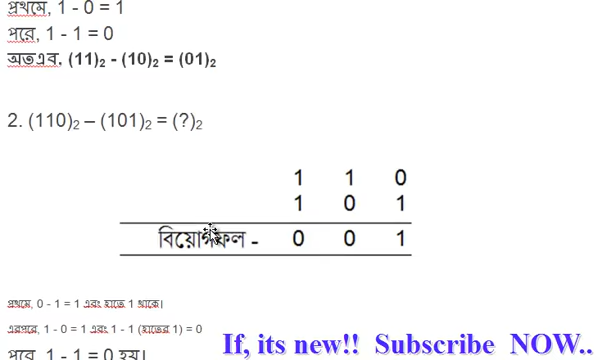 প্রথমে, 1 - 0 = 1
পরে, 1 - 1 = 0
অতএব. (11)₂ - (10)₂ = (01)₂
2. (110)₂ – (101)₂ = (?)₂
1 1 0
1 0 1
বিয়োগফল - 0 0 1
প্রথমে, 0 - 1 = 1 এবং হাতে 1 থাকে।
এরপরে, 1 - 0 = 1 এবং 1 - 1 (হাতের 1) = 0
পরে, 1 - 1 = 0 হয়।
If, its new!! Subscribe NOW..